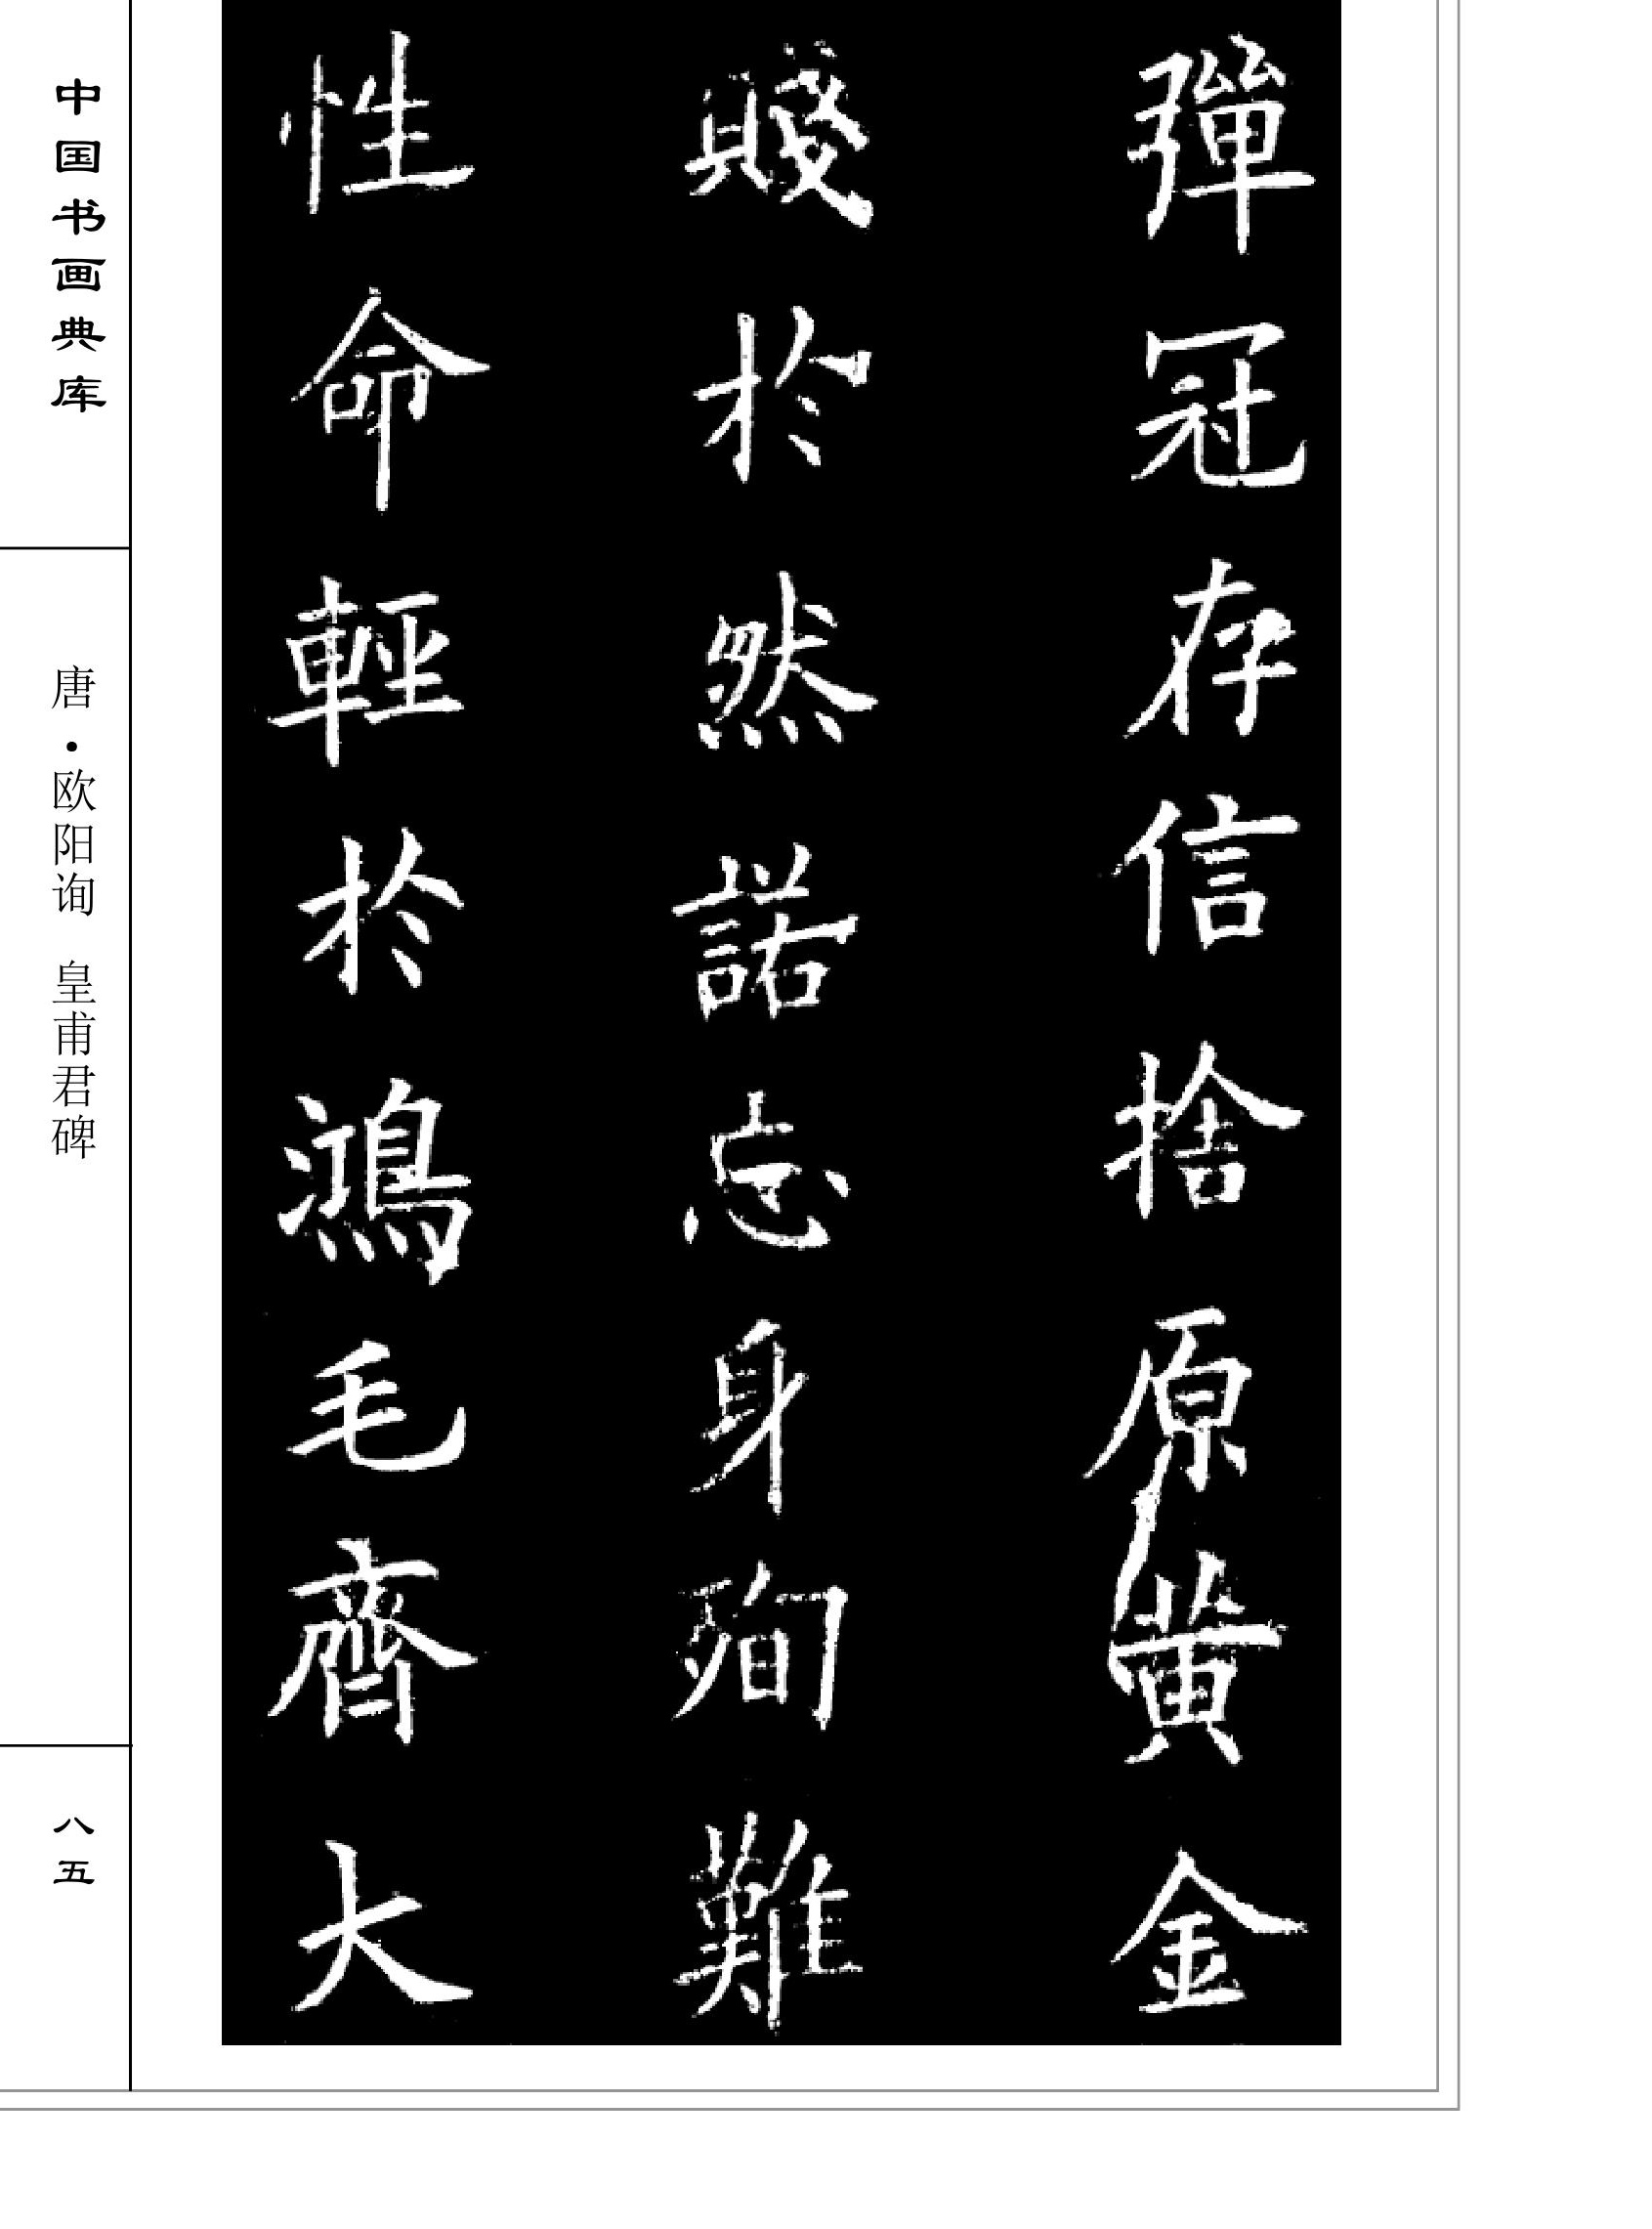 彈冠存信捨原黃金
賤於然諾忘身殉難
性命輕於鴻毛齊大
中国书画典库
唐·欧阳询 皇甫君碑
八五